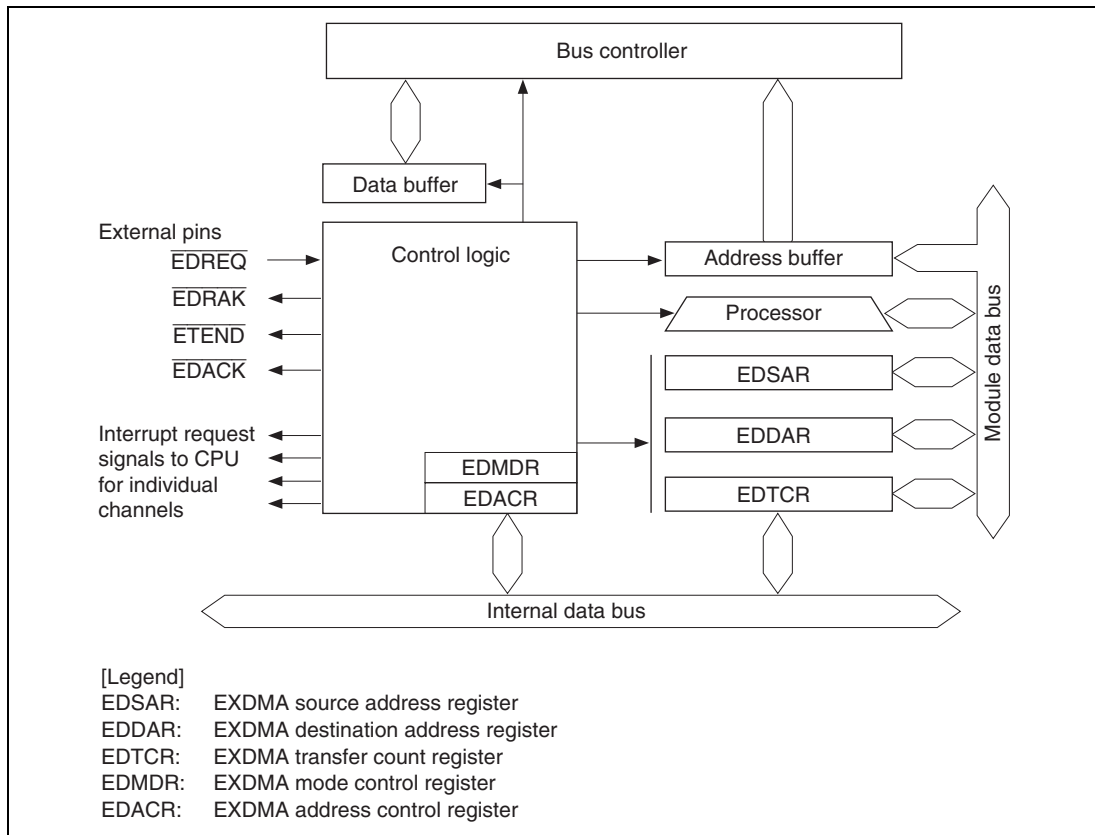 Bus controller
Data buffer
External pins
EDREQ
EDRAK
ETEND
EDACK
Interrupt request
signals to CPU
for individual
channels
Control logic
EDMDR
EDACR
Address buffer
Processor
EDSAR
EDDAR
EDTCR
Module data bus
Internal data bus
[Legend]
EDSAR: EXDMA source address register
EDDAR: EXDMA destination address register
EDTCR: EXDMA transfer count register
EDMDR: EXDMA mode control register
EDACR: EXDMA address control register